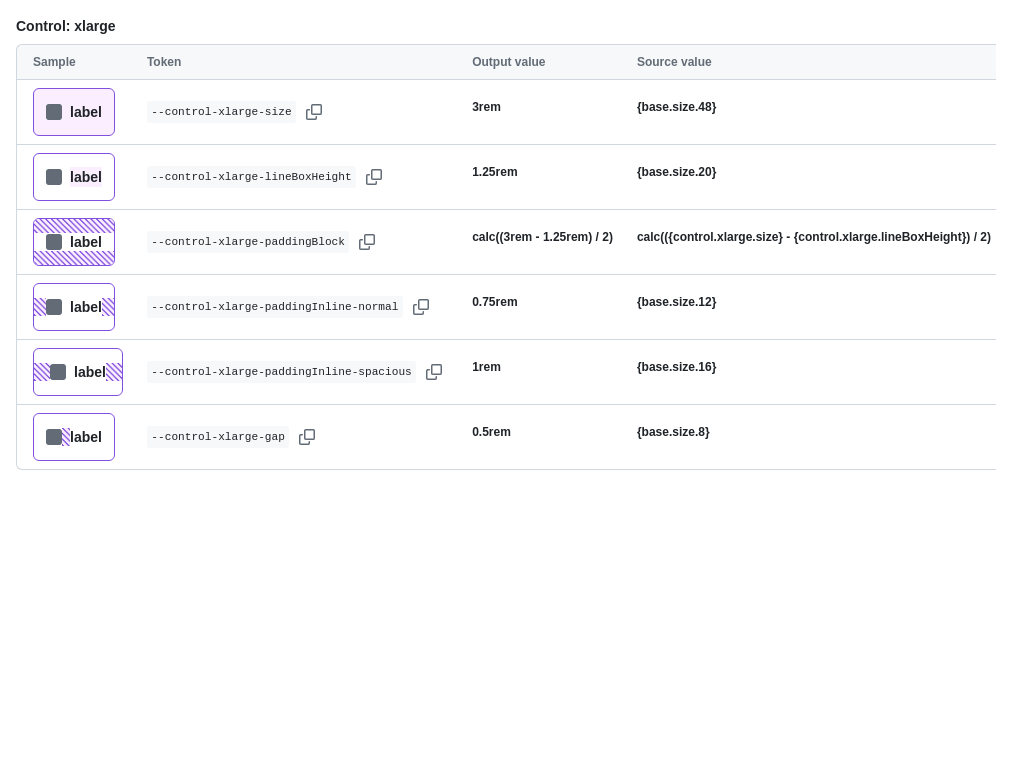 Control: xlarge
Sample Token Output value Source value
label --control-xlarge-size 3rem {base.size.48}
label --control-xlarge-lineBoxHeight 1.25rem {base.size.20}
label --control-xlarge-paddingBlock calc((3rem - 1.25rem) / 2) calc(({control.xlarge.size} - {control.xlarge.lineBoxHeight}) / 2)
label --control-xlarge-paddingInline-normal 0.75rem {base.size.12}
label --control-xlarge-paddingInline-spacious 1rem {base.size.16}
label --control-xlarge-gap 0.5rem {base.size.8}